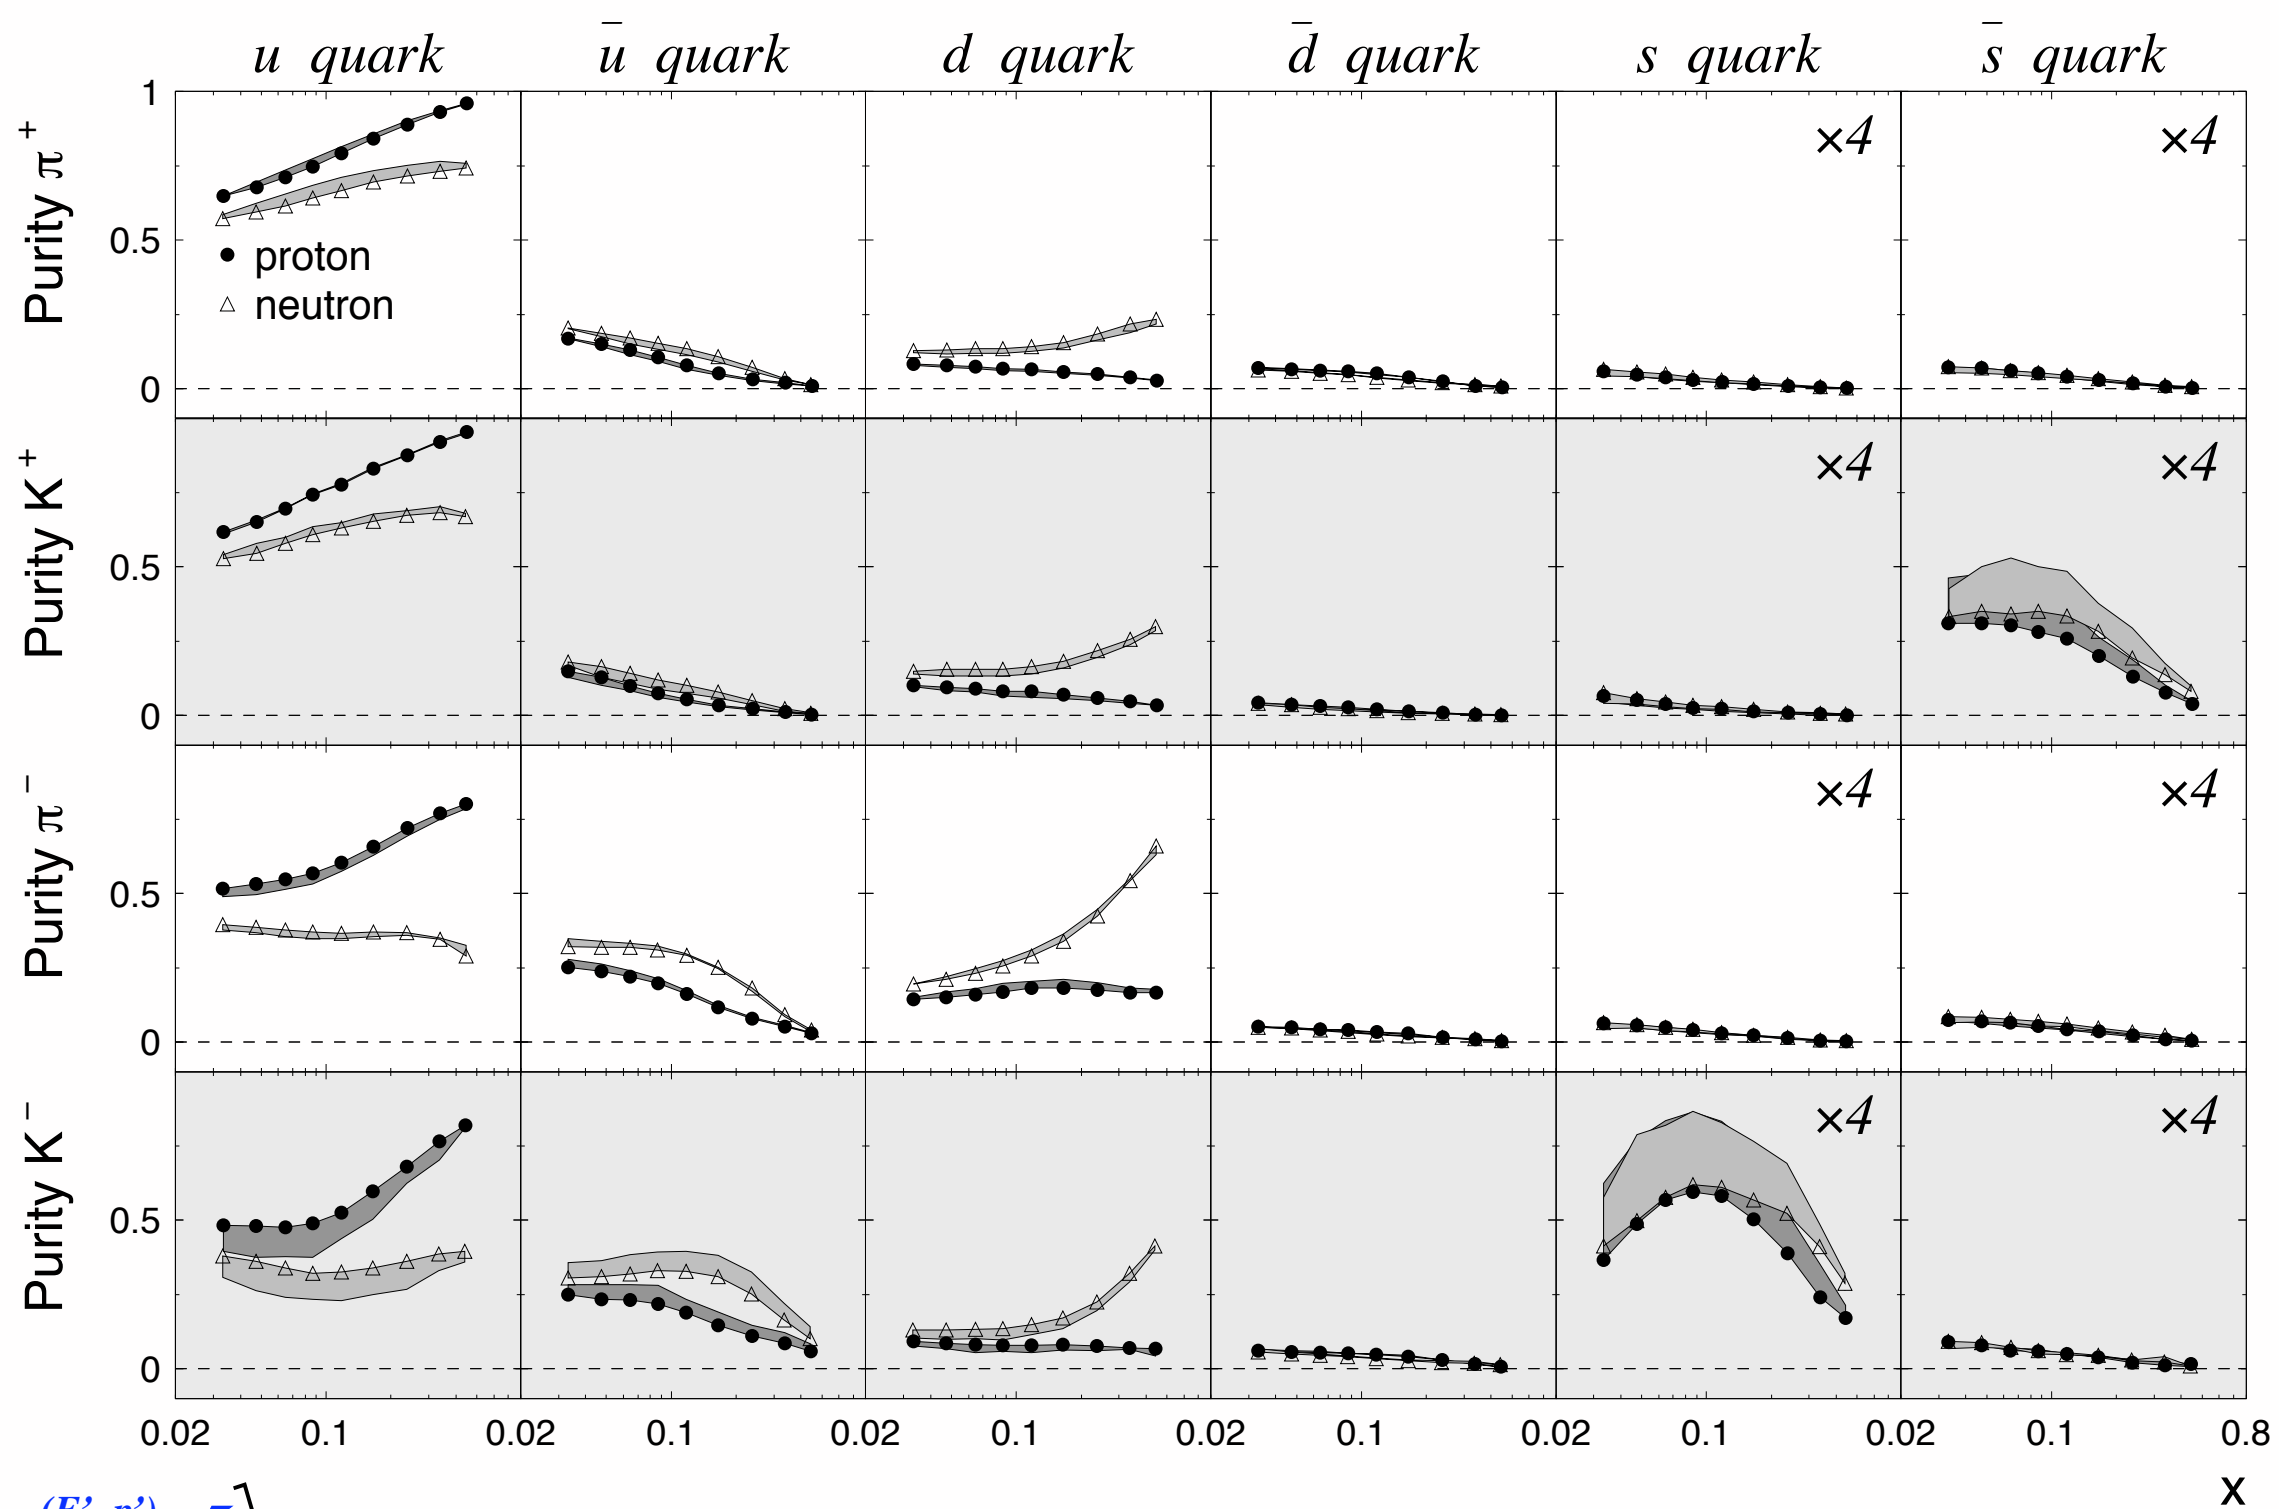 u quark ū quark d quark d̄ quark s quark s̄ quark
Purity π⁺
1
0.5
0
proton
neutron
×4
×4
Purity K⁺
0.5
0
×4
×4
Purity π⁻
0.5
0
×4
×4
Purity K⁻
0.5
0
×4
×4
0.02 0.1 0.02 0.1 0.02 0.1 0.02 0.1 0.02 0.1 0.02 0.1 0.8
x